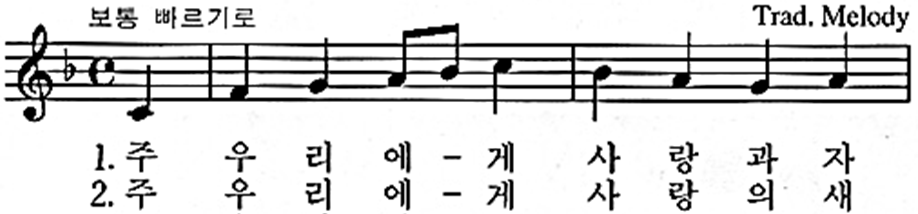 보통 빠르기로 Trad. Melody
1. 주 우 리 에 - 게 사 랑 과 자
2. 주 우 리 에 - 게 사 랑 의 새